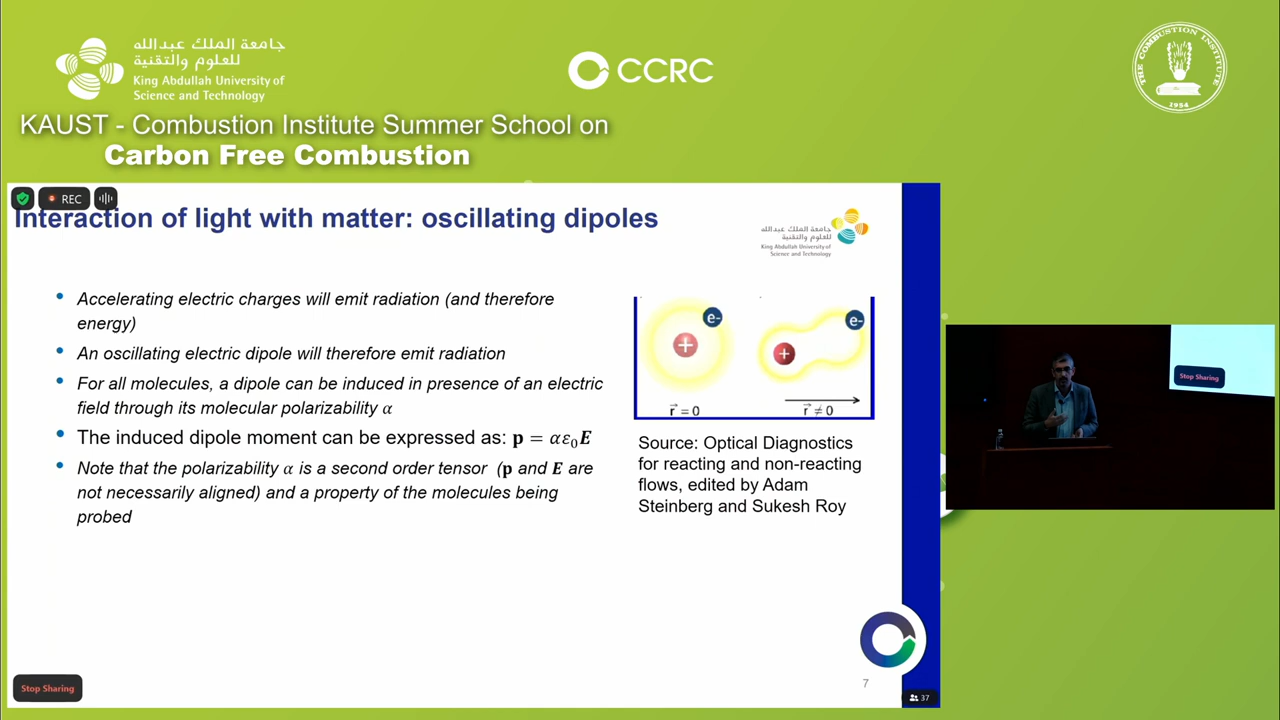 جامعة الملك عبدالله
للعلوم والتقنية
King Abdullah University of
Science and Technology
CCRC
THE COMBUSTION INSTITUTE
1954
KAUST - Combustion Institute Summer School on
Carbon Free Combustion
REC
Interaction of light with matter: oscillating dipoles
جامعة الملك عبدالله
للعلوم والتقنية
King Abdullah University of
Science and Technology
• Accelerating electric charges will emit radiation (and therefore
energy)
• An oscillating electric dipole will therefore emit radiation
• For all molecules, a dipole can be induced in presence of an electric
field through its molecular polarizability α
• The induced dipole moment can be expressed as: p = αε₀E
• Note that the polarizability α is a second order tensor (p and E are
not necessarily aligned) and a property of the molecules being
probed
e-
+
r⃗ = 0
e-
+
r⃗ ≠ 0
Source: Optical Diagnostics
for reacting and non-reacting
flows, edited by Adam
Steinberg and Sukesh Roy
Stop Sharing
7
37
Stop Sharing